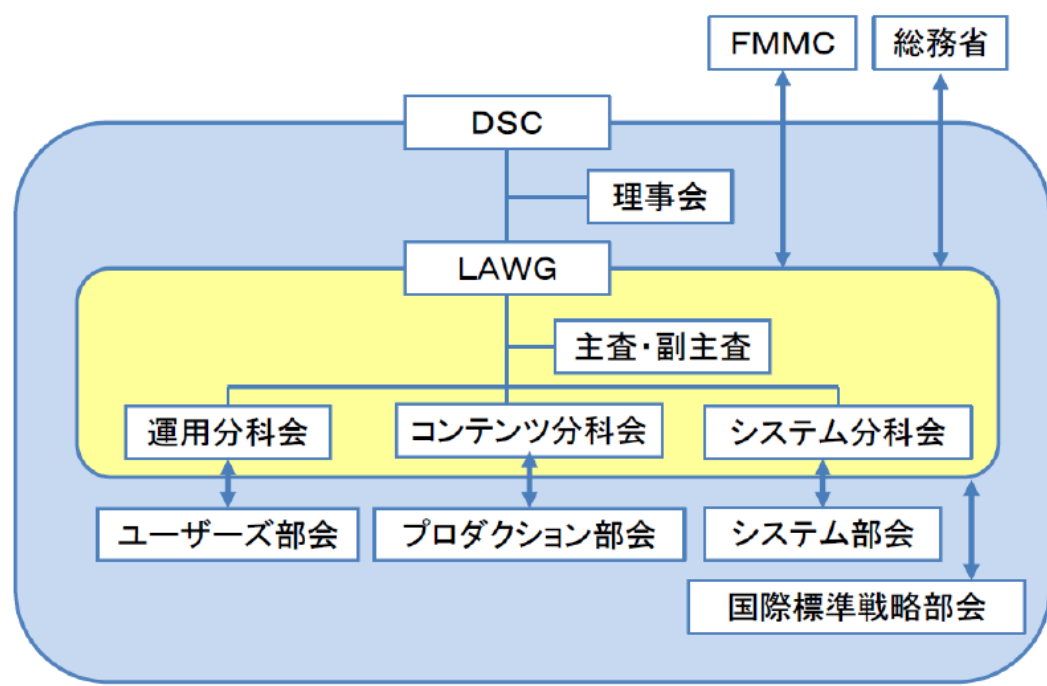 FMMC
総務省
DSC
理事会
LAWG
主査・副主査
運用分科会
コンテンツ分科会
システム分科会
ユーザーズ部会
プロダクション部会
システム部会
国際標準戦略部会